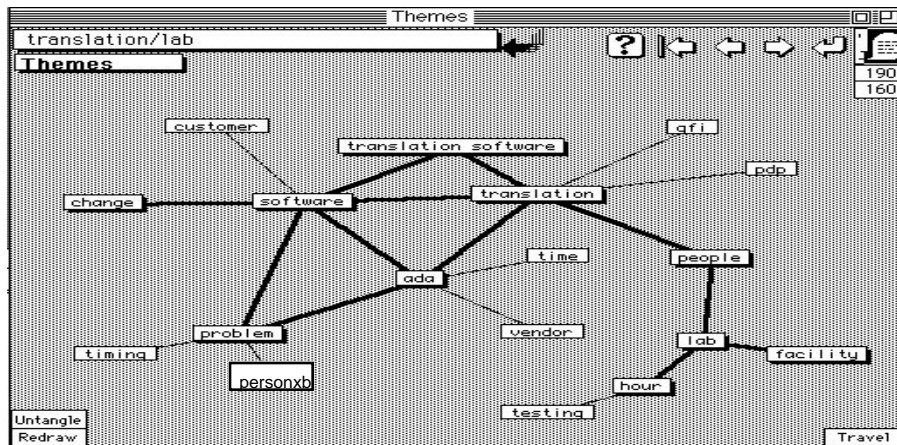 Themes
translation/lab
?
Themes
190
160
customer
qfi
translation software
pdp
change
software
translation
time
people
ada
problem
vendor
timing
lab
facility
personxb
hour
testing
Untangle
Redraw
Travel